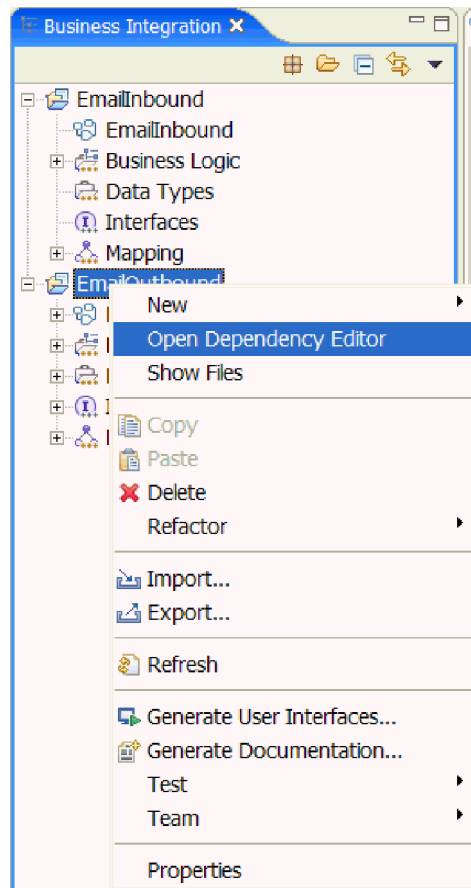 Business Integration
EmailInbound
EmailInbound
Business Logic
Data Types
Interfaces
Mapping
EmailOutbound
New
Open Dependency Editor
Show Files
Copy
Paste
Delete
Refactor
Import...
Export...
Refresh
Generate User Interfaces...
Generate Documentation...
Test
Team
Properties